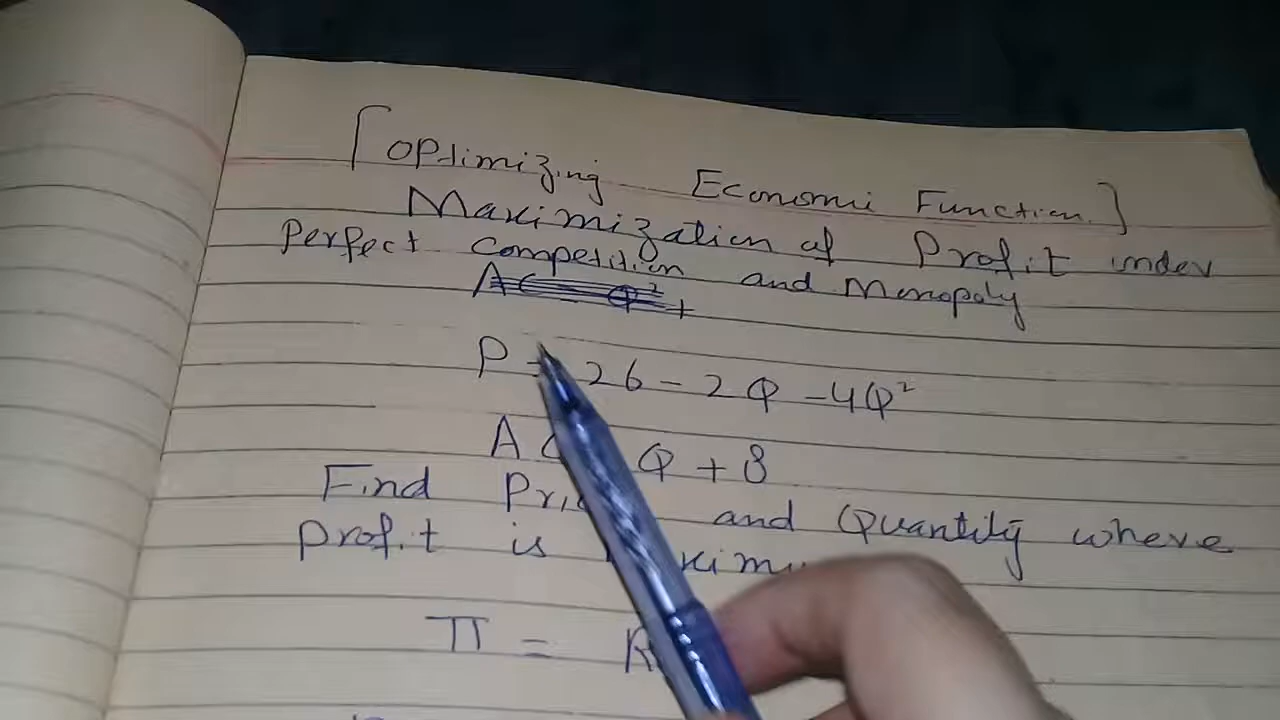 [Optimizing Economic Function]
Maximization of Profit under
Perfect Competition and Monopoly
P = 26 - 2Q - 4Q²
A Q + 8
Find and Quantity where
Profit is
π =